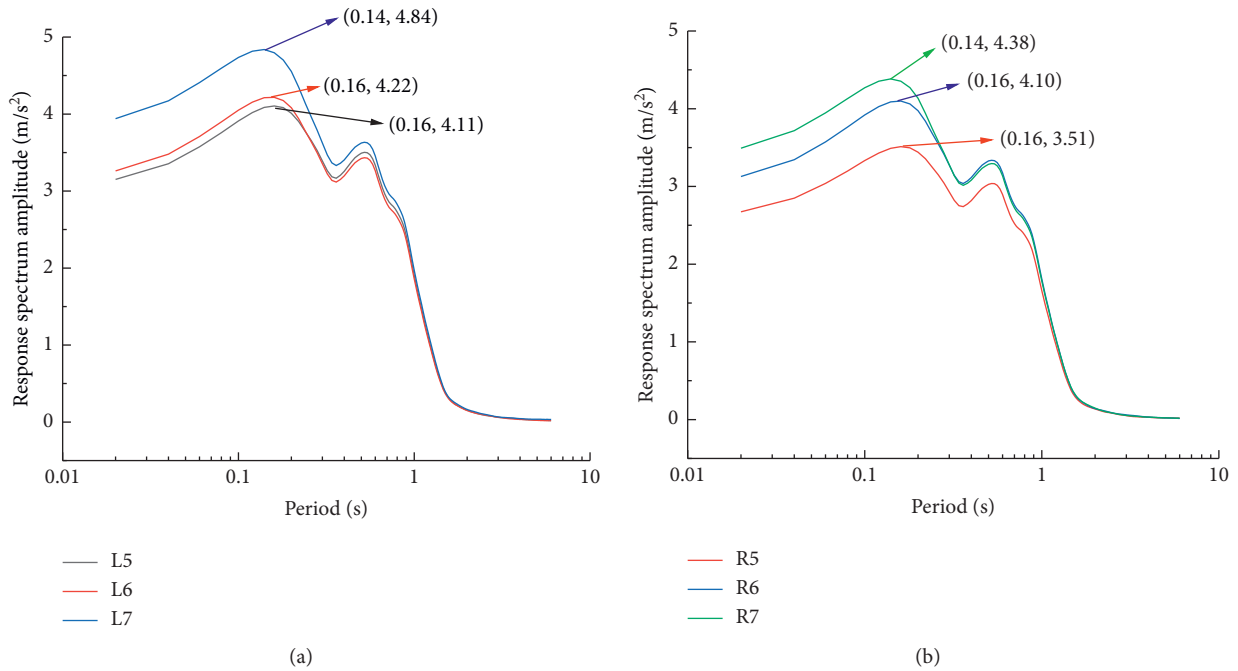 (0.14, 4.84)
(0.16, 4.22)
(0.16, 4.11)
5
4
3
2
1
0
Response spectrum amplitude (m/s²)
0.01
0.1
1
10
Period (s)
L5
L6
L7
(a)
(0.14, 4.38)
(0.16, 4.10)
(0.16, 3.51)
5
4
3
2
1
0
Response spectrum amplitude (m/s²)
0.01
0.1
1
10
Period (s)
R5
R6
R7
(b)